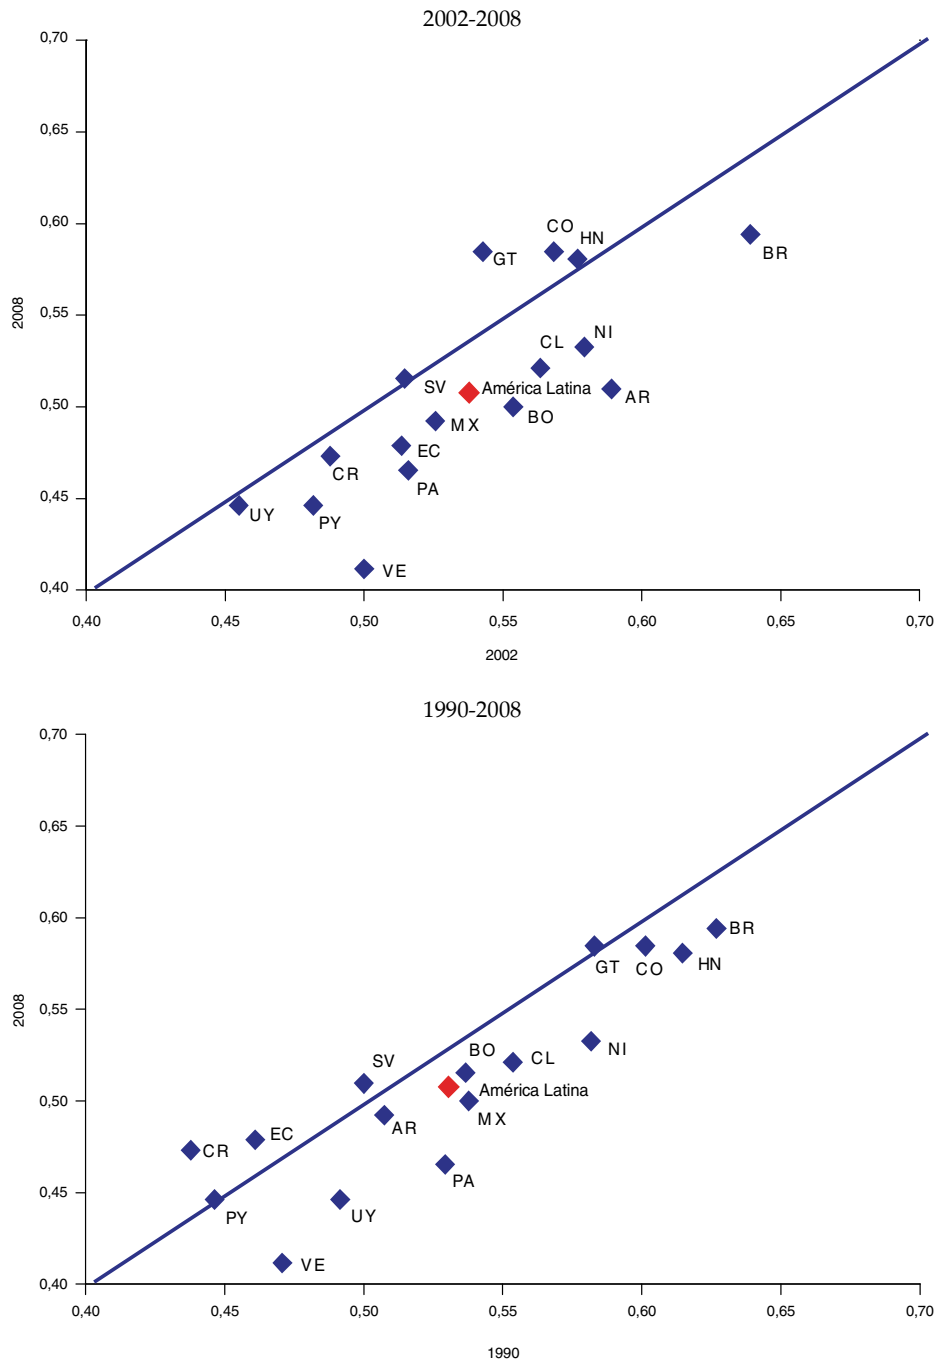 2002-2008
0,70
0,65
0,60
0,55
0,50
0,45
0,40
2008
CO
HN
GT
BR
NI
CL
SV
América Latina
AR
MX
BO
EC
CR
PA
UY
PY
VE
0,40 0,45 0,50 0,55 0,60 0,65 0,70
2002
1990-2008
0,70
0,65
0,60
0,55
0,50
0,45
0,40
2008
BR
GT
CO
HN
NI
BO
CL
SV
América Latina
MX
AR
EC
CR
PA
PY
UY
VE
0,40 0,45 0,50 0,55 0,60 0,65 0,70
1990